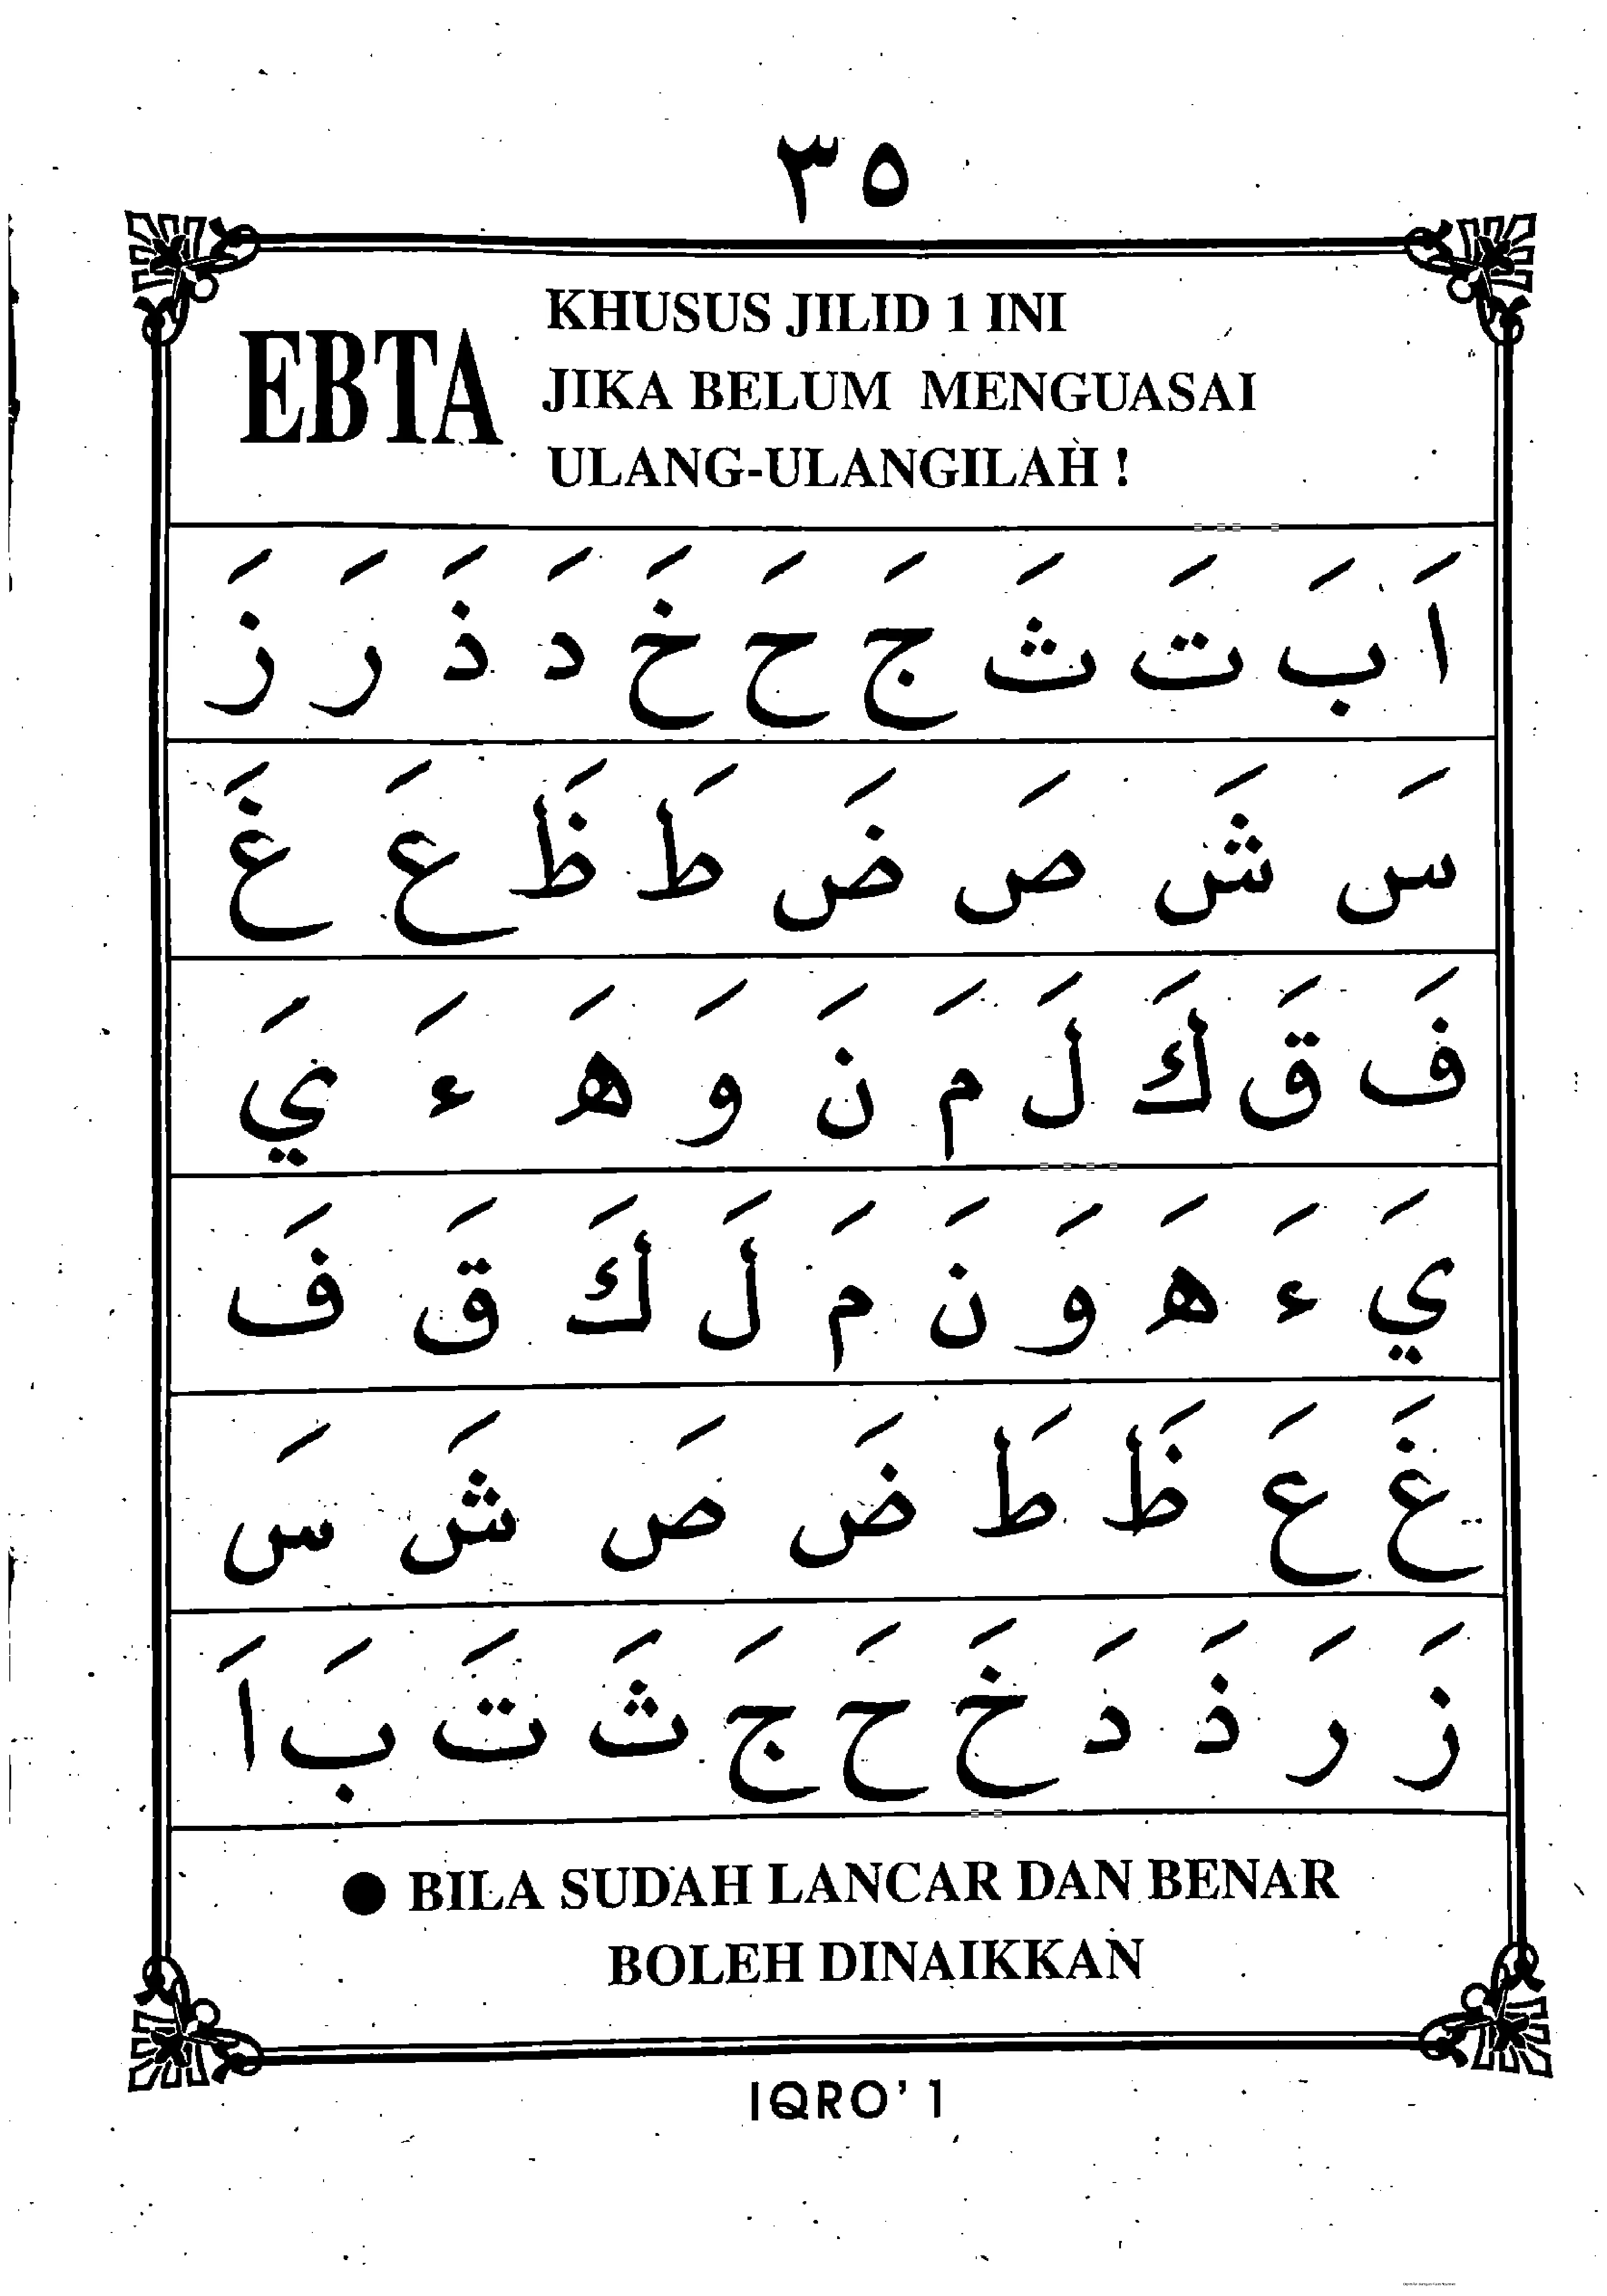 ٣٥
EBTA
KHUSUS JILID 1 INI
JIKA BELUM MENGUASAI
ULANG-ULANGILAH !
اَ بَ تَ ثَ جَ حَ خَ دَ ذَ رَ زَ
سَ شَ صَ ضَ طَ ظَ عَ غَ
فَ قَ كَ لَ مَ نَ وَ هَ ءَ يَ
يَ ءَ هَ وَ نَ مَ لَ كَ قَ فَ
غَ عَ ظَ طَ ضَ صَ شَ سَ
زَ رَ ذَ دَ خَ حَ جَ ثَ تَ بَ اَ
● BILA SUDAH LANCAR DAN BENAR
BOLEH DINAIKKAN
IQRO' 1